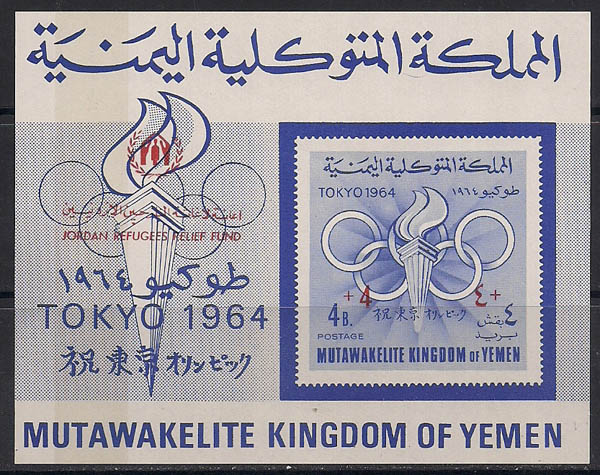 المملكة المتوكلية اليمنية
JORDAN REFUGEES RELIEF FUND
طوكيو ١٩٦٤
TOKYO 1964
祝 東京 オリンピック
المملكة المتوكلية اليمنية
TOKYO 1964
طوكيو ١٩٦٤
+4
٤+
4 B.
祝 東京 オリンピック
٤ بقش
POSTAGE
بريد
MUTAWAKELITE KINGDOM OF YEMEN
MUTAWAKELITE KINGDOM OF YEMEN